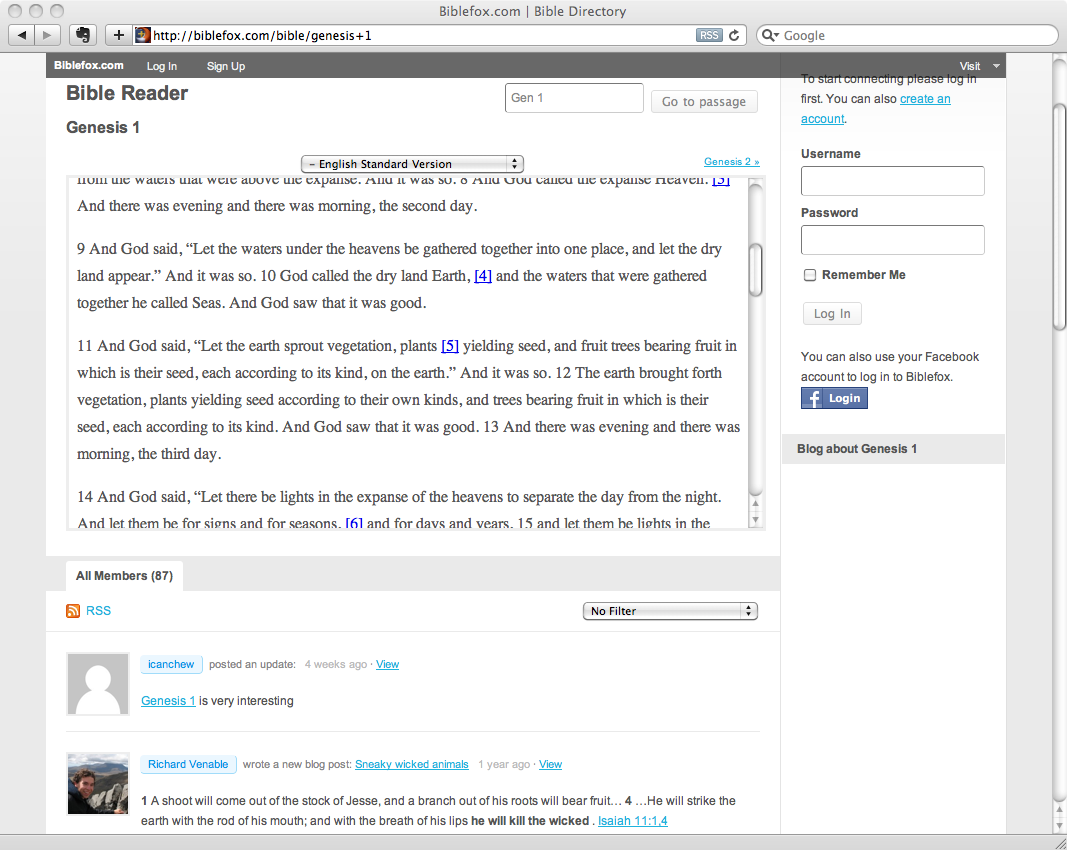 Biblefox.com | Bible Directory
http://biblefox.com/bible/genesis+1
RSS
Google
Biblefox.com Log In Sign Up Visit
Bible Reader
Gen 1
Go to passage
Genesis 1
– English Standard Version
Genesis 2 »
from the waters that were above the expanse. And it was so. 8 And God called the expanse Heaven. [3]
And there was evening and there was morning, the second day.
9 And God said, “Let the waters under the heavens be gathered together into one place, and let the dry
land appear.” And it was so. 10 God called the dry land Earth, [4] and the waters that were gathered
together he called Seas. And God saw that it was good.
11 And God said, “Let the earth sprout vegetation, plants [5] yielding seed, and fruit trees bearing fruit in
which is their seed, each according to its kind, on the earth.” And it was so. 12 The earth brought forth
vegetation, plants yielding seed according to their own kinds, and trees bearing fruit in which is their
seed, each according to its kind. And God saw that it was good. 13 And there was evening and there was
morning, the third day.
14 And God said, “Let there be lights in the expanse of the heavens to separate the day from the night.
And let them be for signs and for seasons, [6] and for days and years, 15 and let them be lights in the
All Members (87)
RSS
No Filter
icanchew posted an update: 4 weeks ago · View
Genesis 1 is very interesting
Richard Venable wrote a new blog post: Sneaky wicked animals 1 year ago · View
1 A shoot will come out of the stock of Jesse, and a branch out of his roots will bear fruit… 4 …He will strike the
earth with the rod of his mouth; and with the breath of his lips he will kill the wicked . Isaiah 11:1,4
To start connecting please log in
first. You can also create an
account.
Username
Password
Remember Me
Log In
You can also use your Facebook
account to log in to Biblefox.
f Login
Blog about Genesis 1